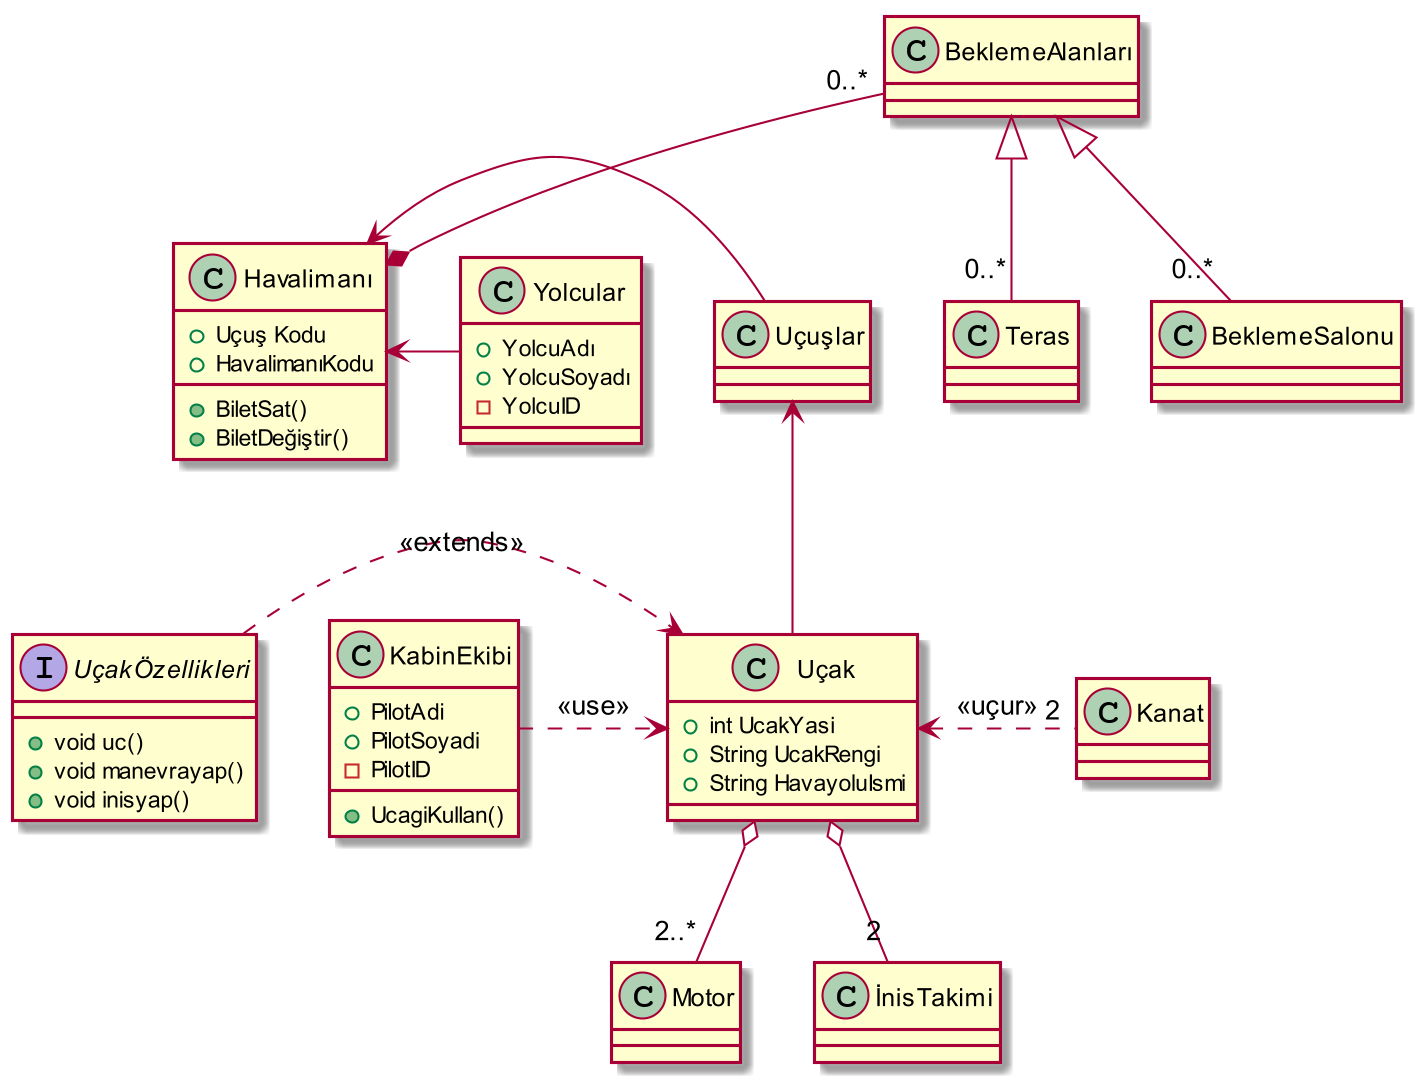 C BeklemeAlanları
0..*
C Havalimanı
Uçuş Kodu
HavalimanıKodu
BiletSat()
BiletDeğiştir()
C Yolcular
YolcuAdı
YolcuSoyadı
YolcuID
C Uçuşlar
0..*
C Teras
0..*
C BeklemeSalonu
«extends»
I UçakÖzellikleri
void uc()
void manevrayap()
void inisyap()
C KabinEkibi
PilotAdi
PilotSoyadi
PilotID
UcagiKullan()
«use»
C Uçak
int UcakYasi
String UcakRengi
String HavayoluIsmi
«uçur» 2
C Kanat
2..*
2
C Motor
C İnisTakimi